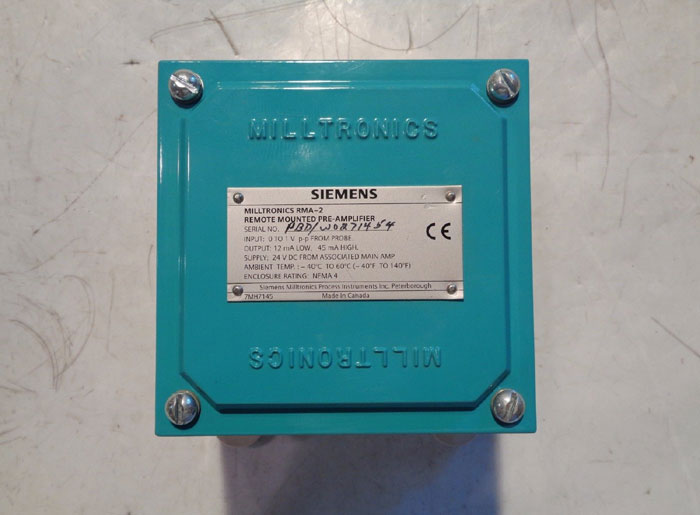 MILLTRONICS
SIEMENS
MILLTRONICS RMA-2
REMOTE MOUNTED PRE-AMPLIFIER
SERIAL NO. PBD/W0271454
INPUT: 0 TO 1 V p-p FROM PROBE.
OUTPUT: 12 mA LOW, 45 mA HIGH.
SUPPLY: 24 V DC FROM ASSOCIATED MAIN AMP
AMBIENT TEMP.: – 40°C TO 60°C (– 40°F TO 140°F)
ENCLOSURE RATING: NEMA 4
CE
Siemens Milltronics Process Instruments Inc. Peterborough
7MH7145 Made in Canada
MILLTRONICS